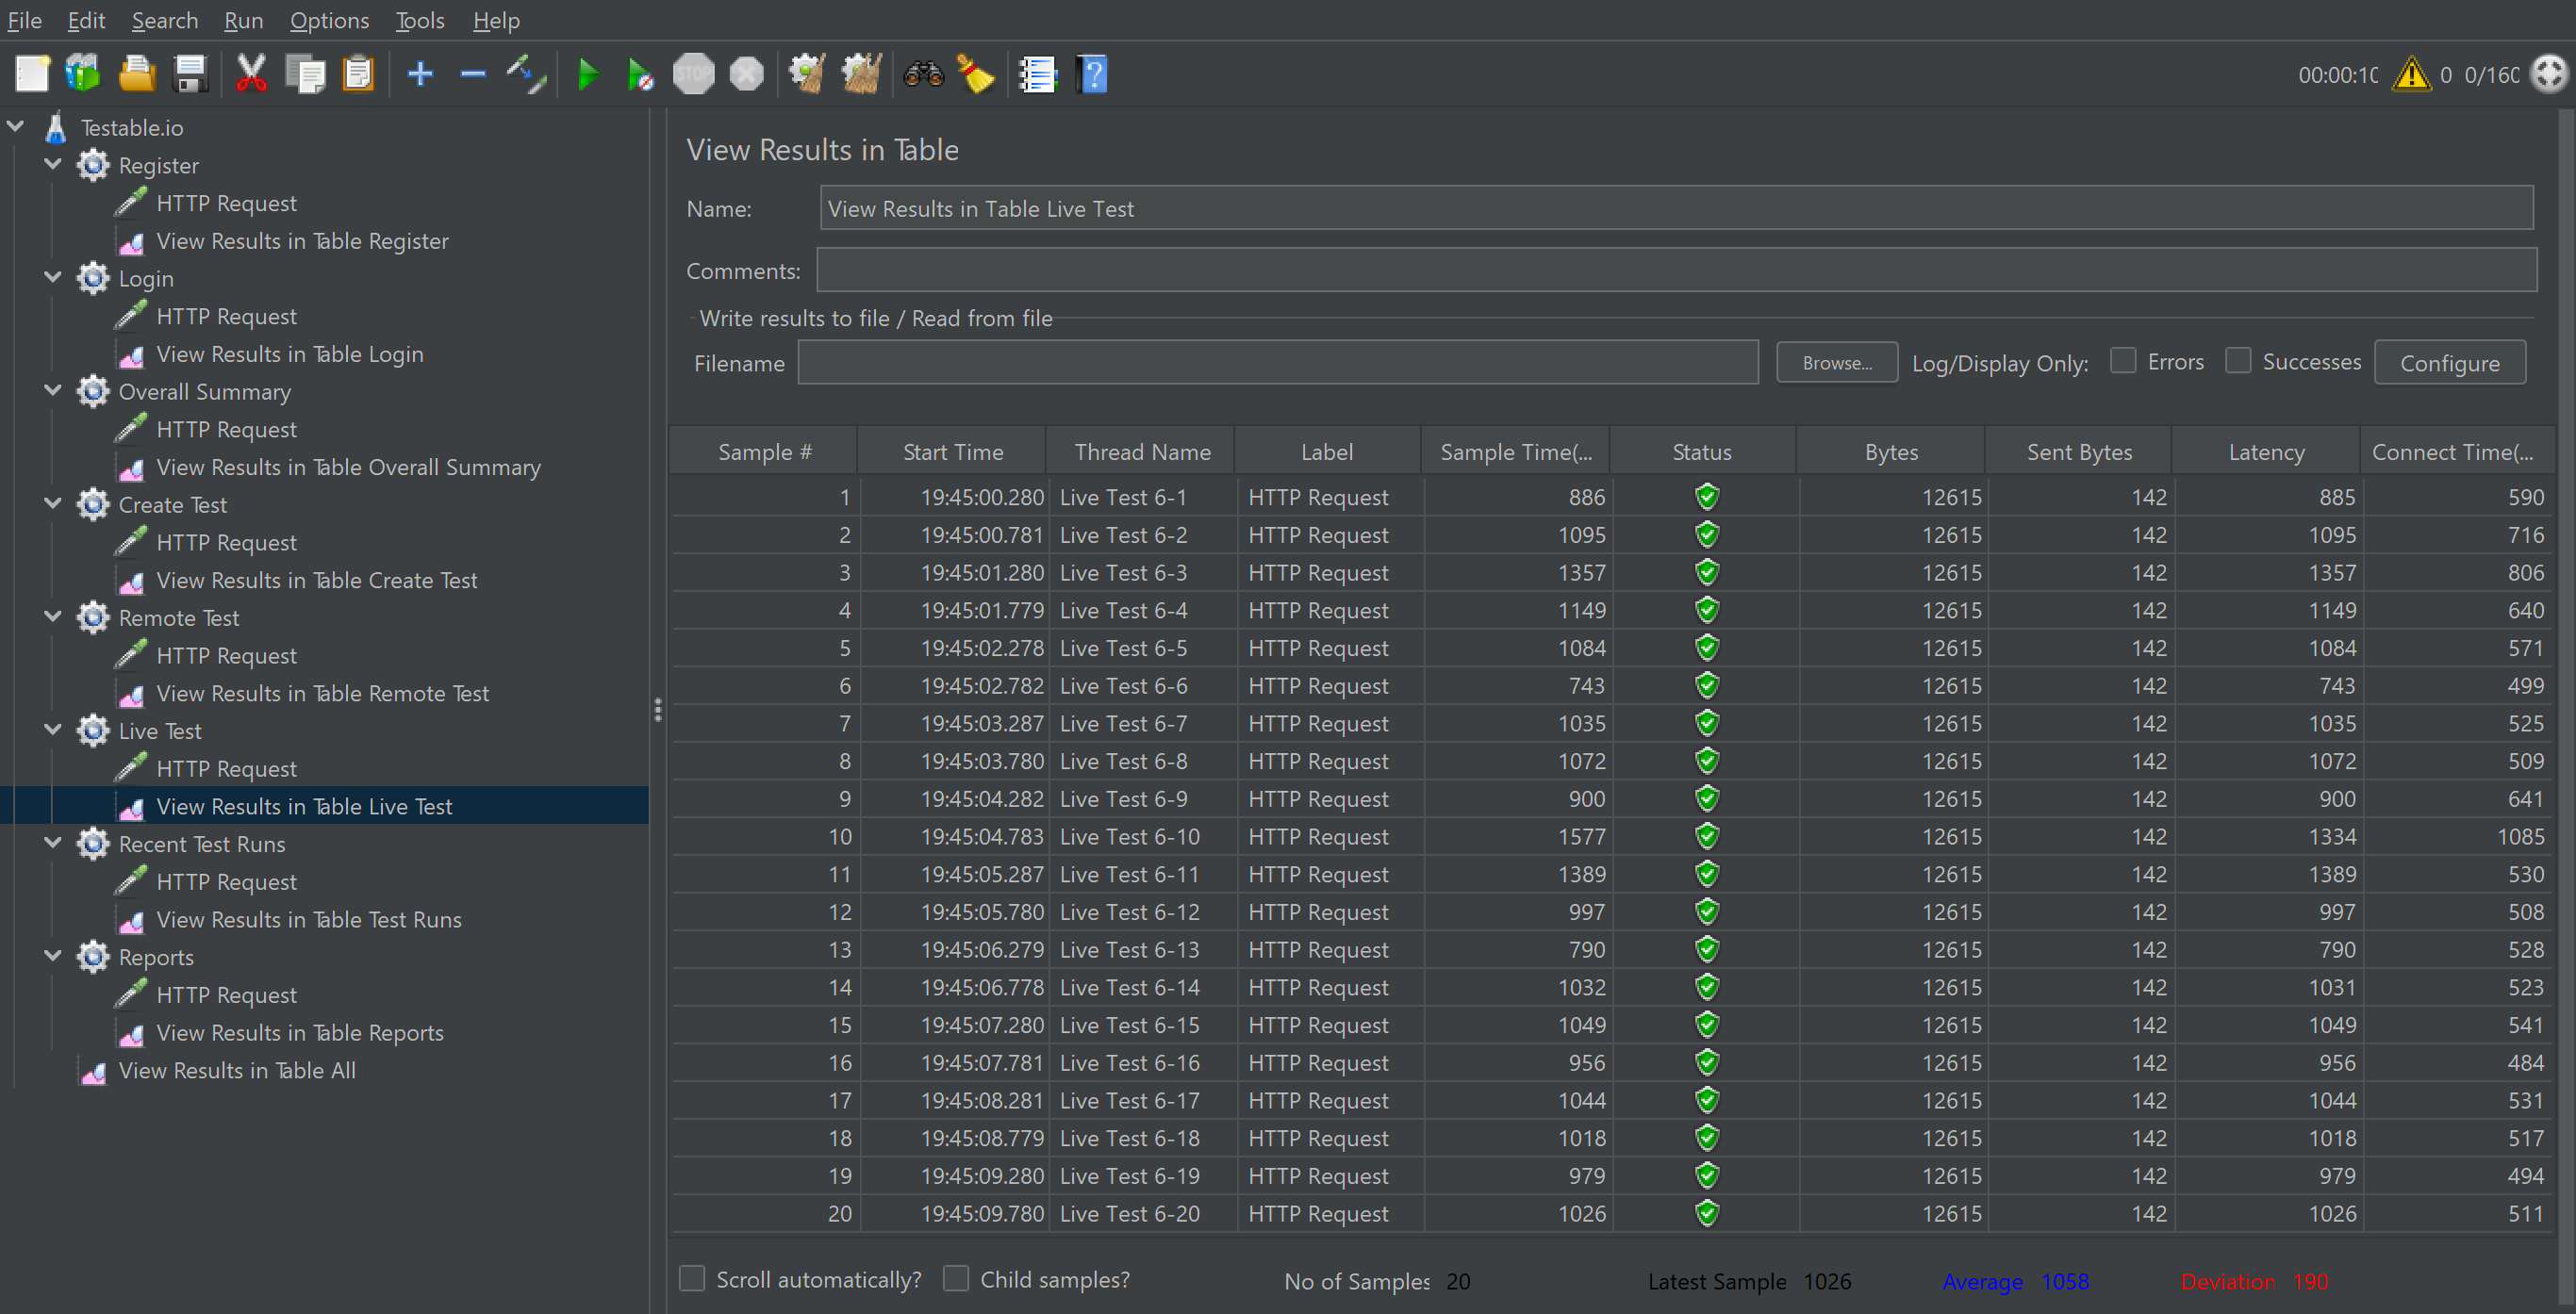 File Edit Search Run Options Tools Help
STOP 00:00:10 0 0/160
Testable.io
Register
HTTP Request
View Results in Table Register
Login
HTTP Request
View Results in Table Login
Overall Summary
HTTP Request
View Results in Table Overall Summary
Create Test
HTTP Request
View Results in Table Create Test
Remote Test
HTTP Request
View Results in Table Remote Test
Live Test
HTTP Request
View Results in Table Live Test
Recent Test Runs
HTTP Request
View Results in Table Test Runs
Reports
HTTP Request
View Results in Table Reports
View Results in Table All
View Results in Table
Name: View Results in Table Live Test
Comments:
Write results to file / Read from file
Filename Browse... Log/Display Only: Errors Successes Configure
Sample # Start Time Thread Name Label Sample Time(... Status Bytes Sent Bytes Latency Connect Time(...
1 19:45:00.280 Live Test 6-1 HTTP Request 886 12615 142 885 590
2 19:45:00.781 Live Test 6-2 HTTP Request 1095 12615 142 1095 716
3 19:45:01.280 Live Test 6-3 HTTP Request 1357 12615 142 1357 806
4 19:45:01.779 Live Test 6-4 HTTP Request 1149 12615 142 1149 640
5 19:45:02.278 Live Test 6-5 HTTP Request 1084 12615 142 1084 571
6 19:45:02.782 Live Test 6-6 HTTP Request 743 12615 142 743 499
7 19:45:03.287 Live Test 6-7 HTTP Request 1035 12615 142 1035 525
8 19:45:03.780 Live Test 6-8 HTTP Request 1072 12615 142 1072 509
9 19:45:04.282 Live Test 6-9 HTTP Request 900 12615 142 900 641
10 19:45:04.783 Live Test 6-10 HTTP Request 1577 12615 142 1334 1085
11 19:45:05.287 Live Test 6-11 HTTP Request 1389 12615 142 1389 530
12 19:45:05.780 Live Test 6-12 HTTP Request 997 12615 142 997 508
13 19:45:06.279 Live Test 6-13 HTTP Request 790 12615 142 790 528
14 19:45:06.778 Live Test 6-14 HTTP Request 1032 12615 142 1031 523
15 19:45:07.280 Live Test 6-15 HTTP Request 1049 12615 142 1049 541
16 19:45:07.781 Live Test 6-16 HTTP Request 956 12615 142 956 484
17 19:45:08.281 Live Test 6-17 HTTP Request 1044 12615 142 1044 531
18 19:45:08.779 Live Test 6-18 HTTP Request 1018 12615 142 1018 517
19 19:45:09.280 Live Test 6-19 HTTP Request 979 12615 142 979 494
20 19:45:09.780 Live Test 6-20 HTTP Request 1026 12615 142 1026 511
Scroll automatically? Child samples? No of Samples 20 Latest Sample 1026 Average 1058 Deviation 190